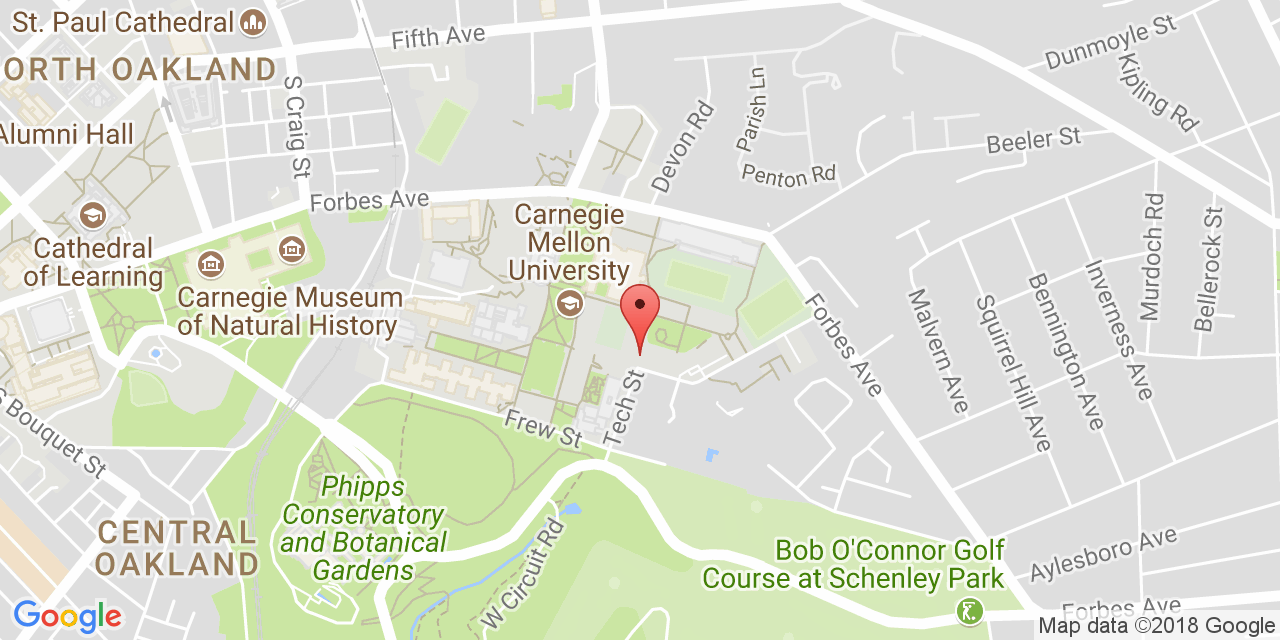 St. Paul Cathedral
Fifth Ave
Dunmoyle St
ORTH OAKLAND
Kipling Rd
S Craig St
Parish Ln
Devon Rd
Alumni Hall
Beeler St
Penton Rd
Forbes Ave
Carnegie
Mellon
University
Cathedral
of Learning
Murdoch Rd
Bellerock St
Carnegie Museum
of Natural History
Forbes Ave
Malvern Ave
Squirrel Hill Ave
Bennington Ave
Inverness Ave
S Bouquet St
Tech St
Frew St
Phipps
Conservatory
and Botanical
Gardens
CENTRAL
OAKLAND
W Circuit Rd
Bob O'Connor Golf
Course at Schenley Park
Aylesboro Ave
Forbes Ave
Google
Map data ©2018 Google